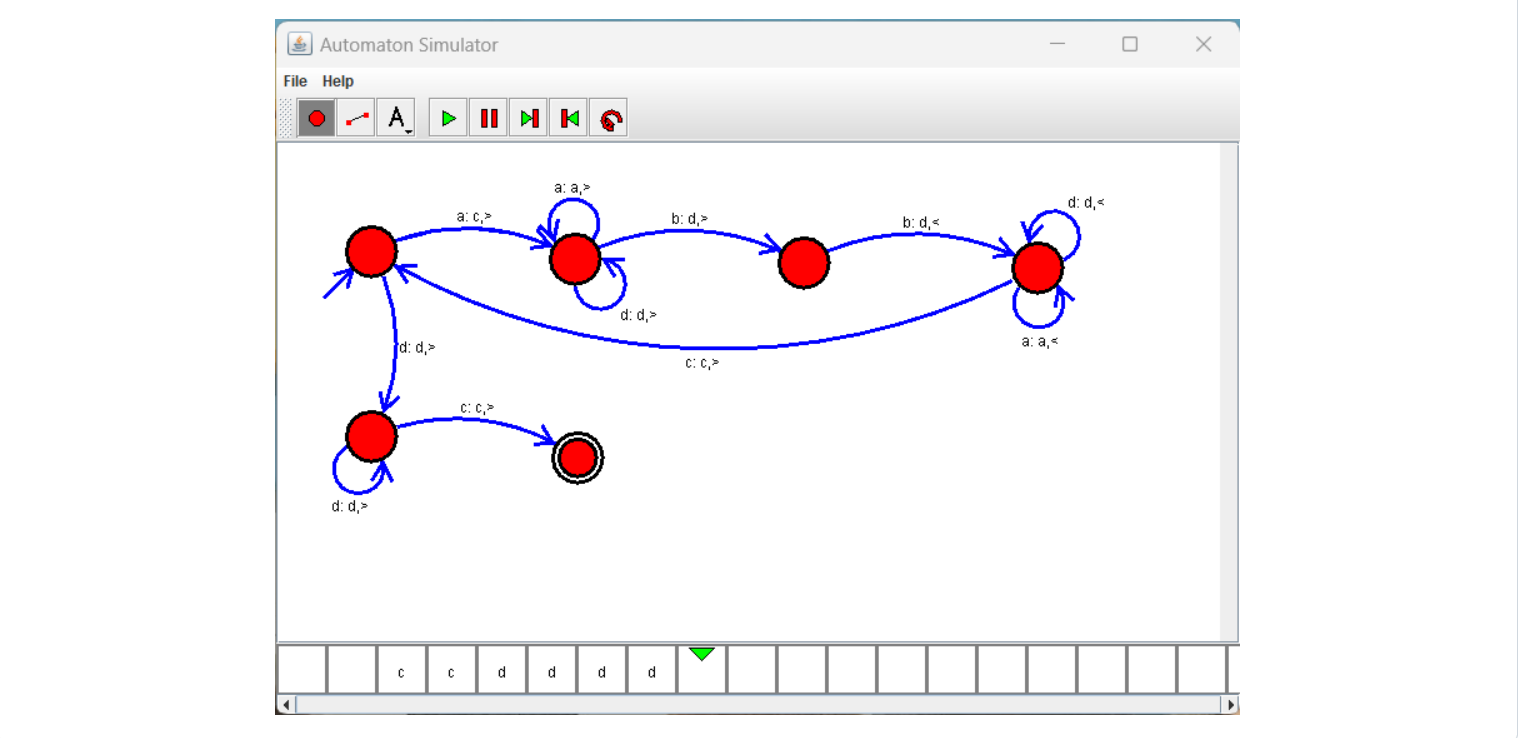 Automaton Simulator
File Help
A
a: a,>
d: d,<
a: c,>
b: d,>
b: d,<
d: d,>
a: a,<
d: d,>
c: c,>
c: c,>
d: d,>
c c d d d d